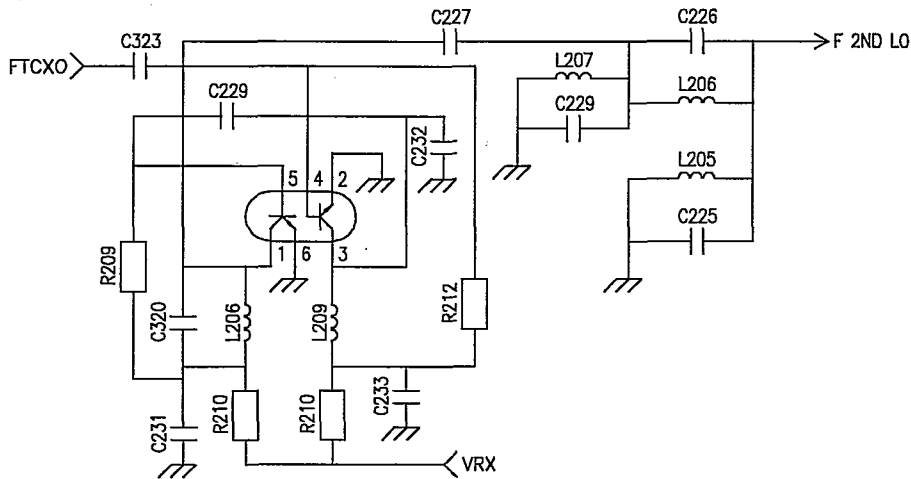 C227
C226
C323
F 2ND LO
FTCXO
L207
L206
C229
C229
C232
L205
5 4 2
C225
1 6 3
R209
C320
L206
L209
R212
C231
R210
R210
C233
VRX